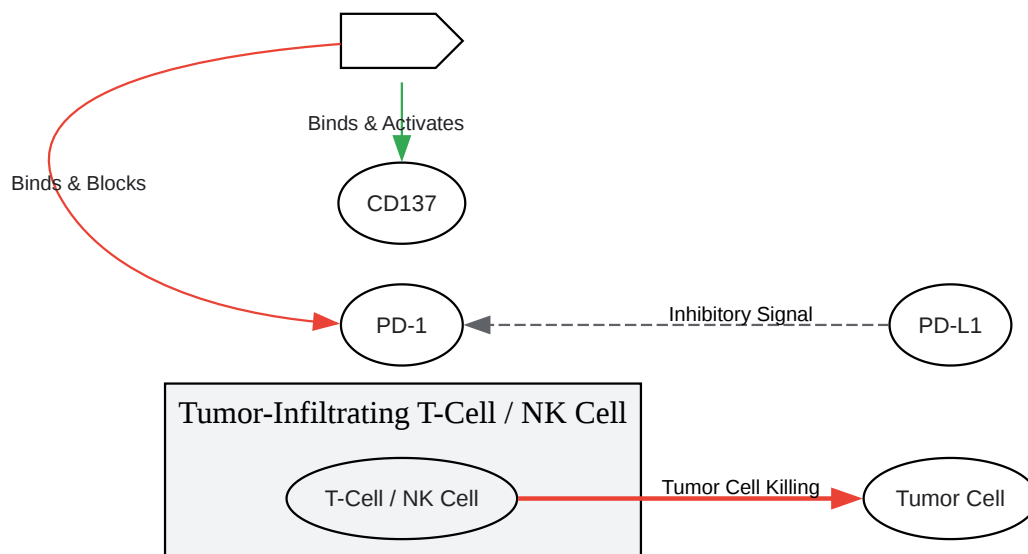 Binds & Activates
Binds & Blocks
CD137
PD-1
Inhibitory Signal
PD-L1
Tumor-Infiltrating T-Cell / NK Cell
T-Cell / NK Cell
Tumor Cell Killing
Tumor Cell